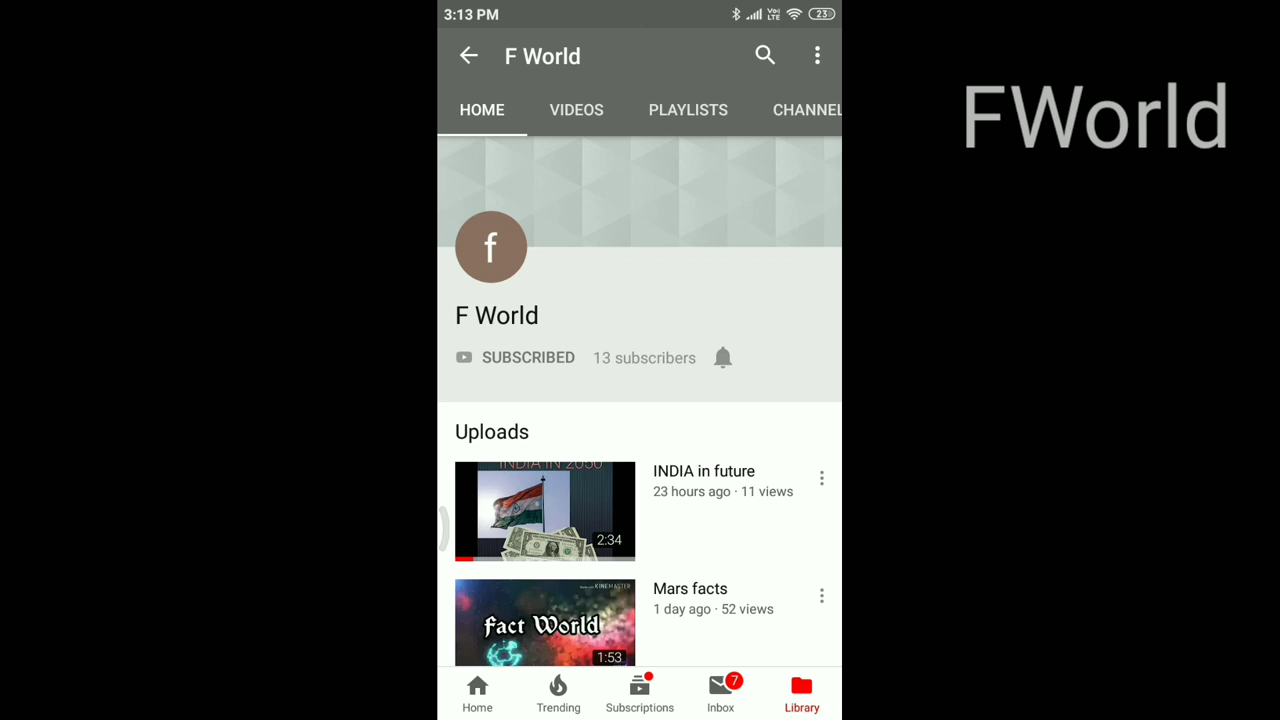 3:13 PM
Vo) LTE
23
F World
HOME VIDEOS PLAYLISTS CHANNEL
FWorld
f
F World
SUBSCRIBED 13 subscribers
Uploads
INDIA IN 2050
2:34
INDIA in future
23 hours ago · 11 views
KINEMASTER
Fact World
1:53
Mars facts
1 day ago · 52 views
7
Home Trending Subscriptions Inbox Library